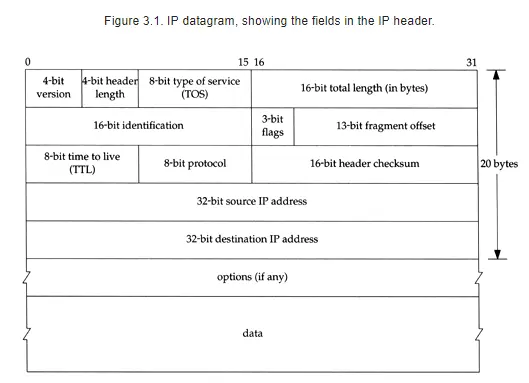 Figure 3.1. IP datagram, showing the fields in the IP header.
0 15 16 31
4-bit version
4-bit header length
8-bit type of service (TOS)
16-bit total length (in bytes)
16-bit identification
3-bit flags
13-bit fragment offset
8-bit time to live (TTL)
8-bit protocol
16-bit header checksum
20 bytes
32-bit source IP address
32-bit destination IP address
options (if any)
data